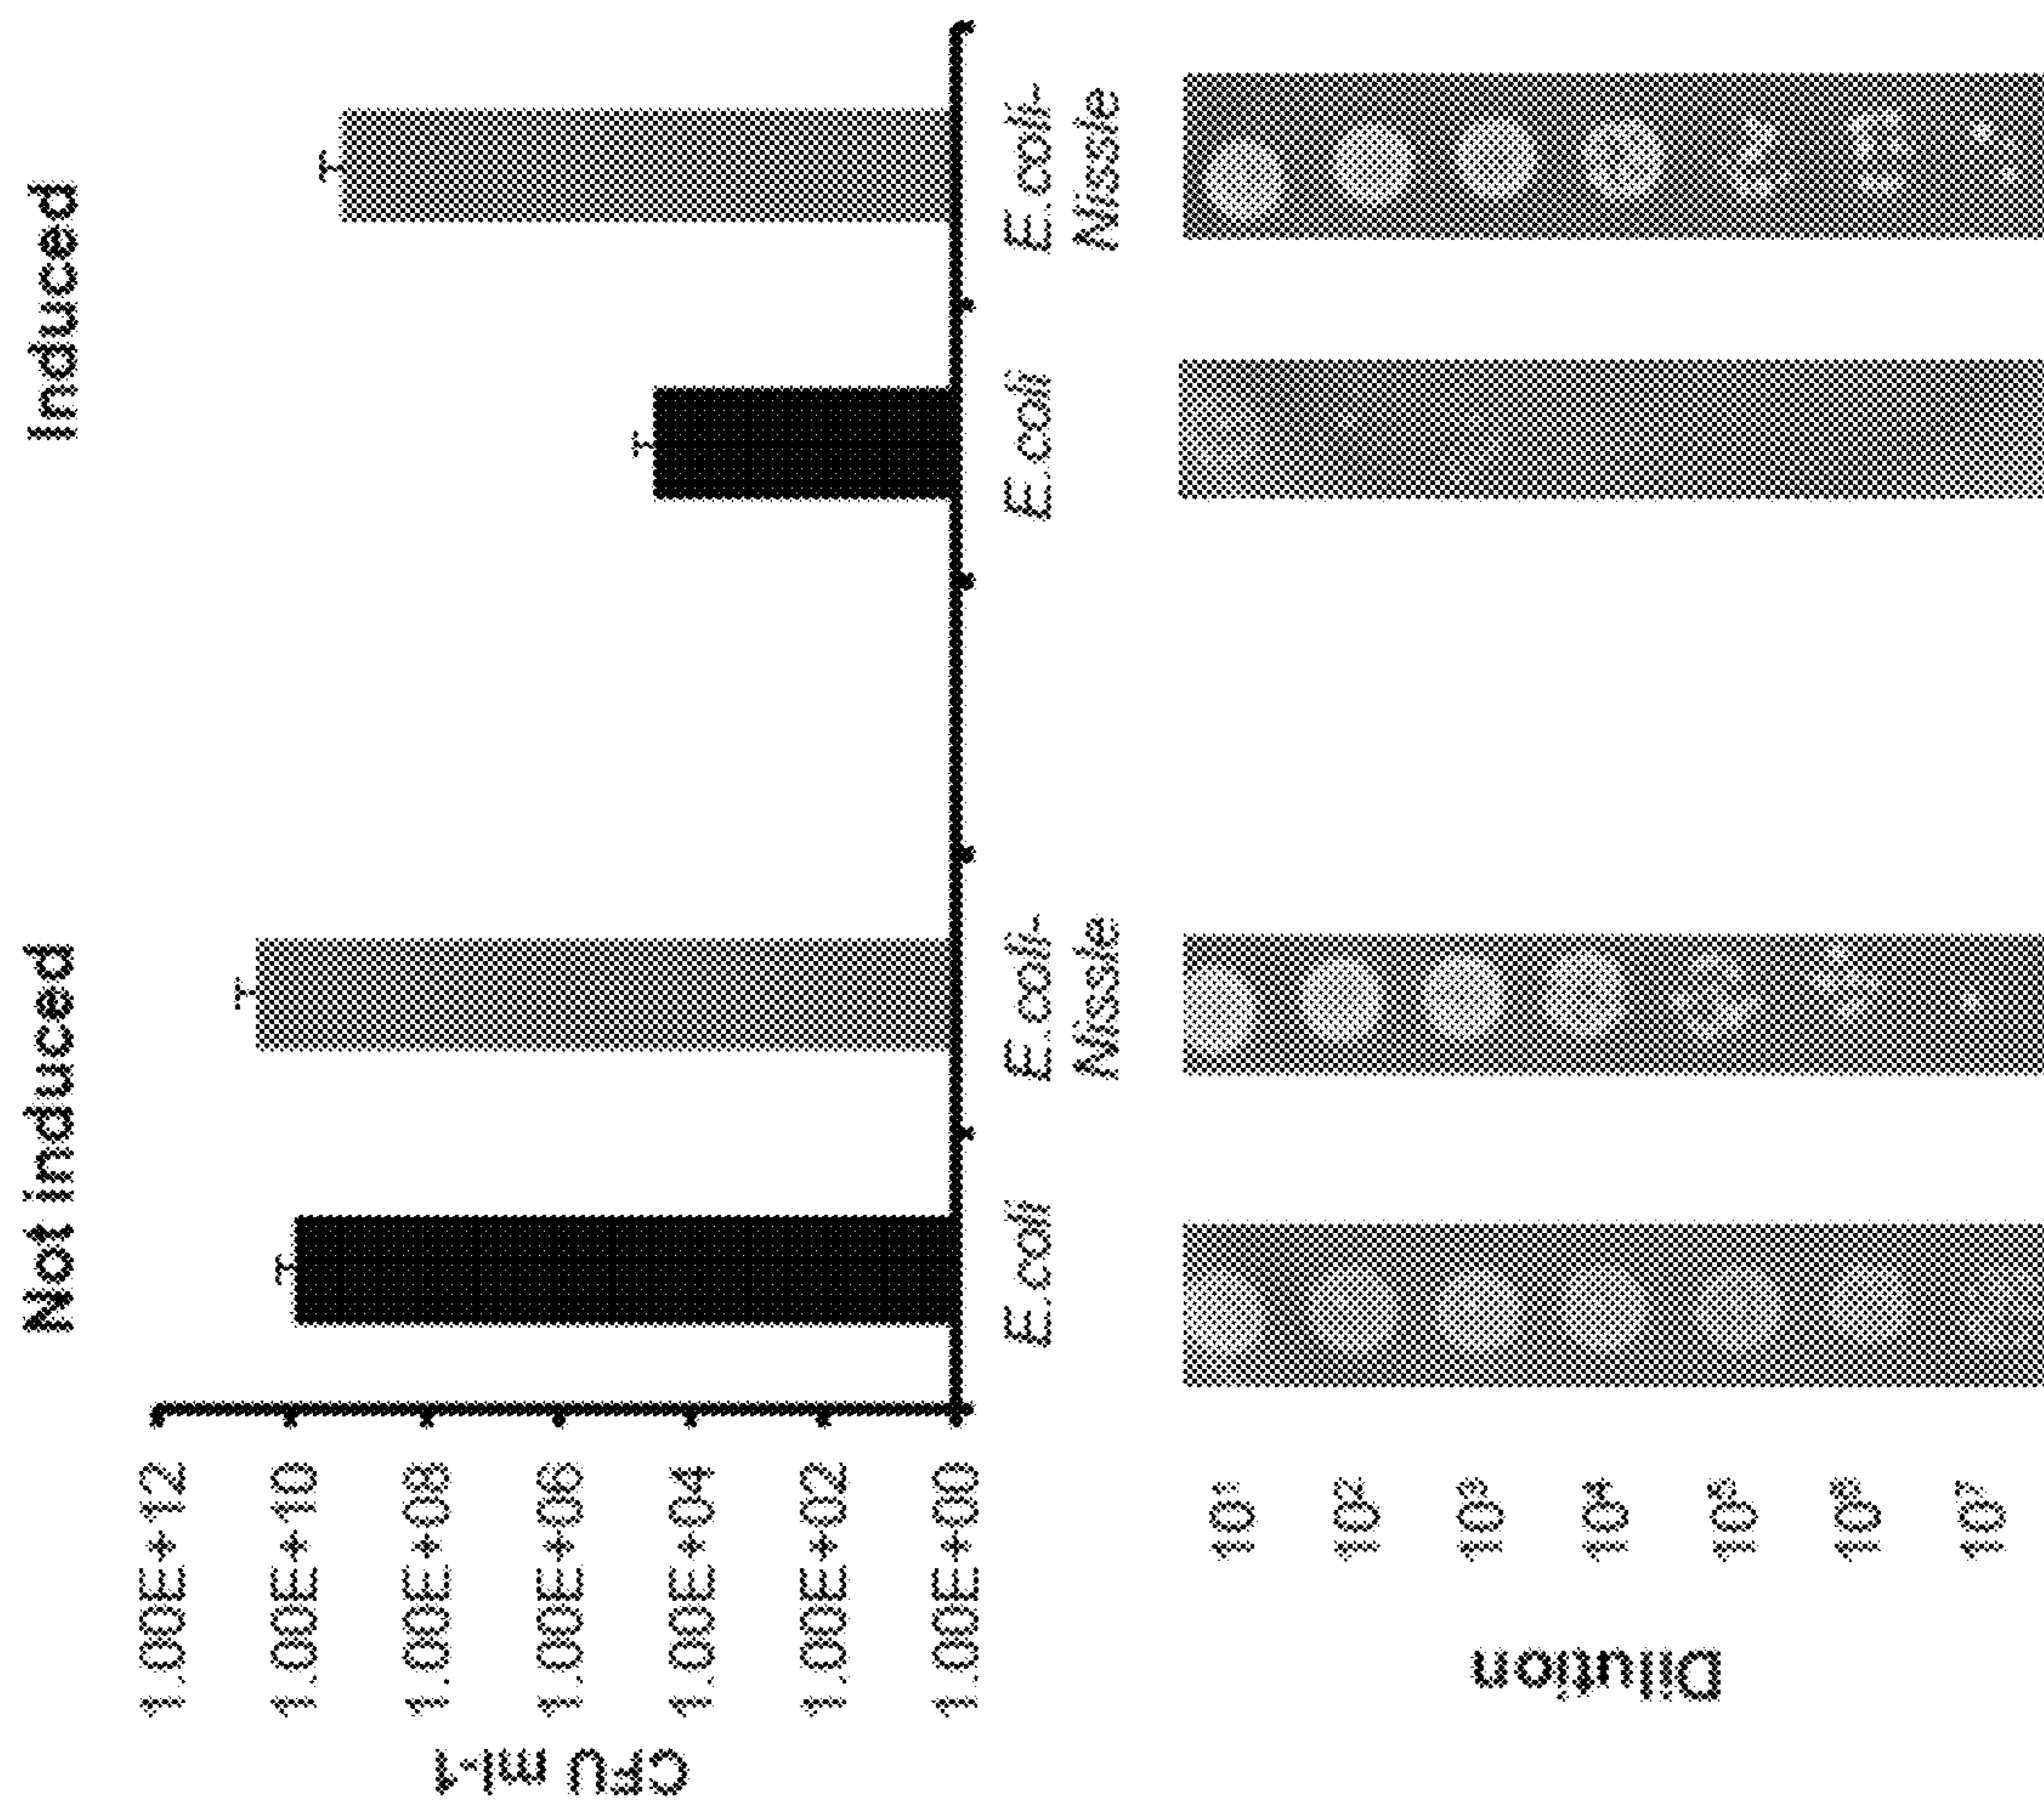 Not induced
Induced
CFU ml-1
1.00E+12
1.00E+10
1.00E+08
1.00E+06
1.00E+04
1.00E+02
1.00E+00
E.coli
E.coli-
Nissle
E.coli
E.coli-
Nissle
Dilution
10¹
10²
10³
10⁴
10⁵
10⁶
10⁷